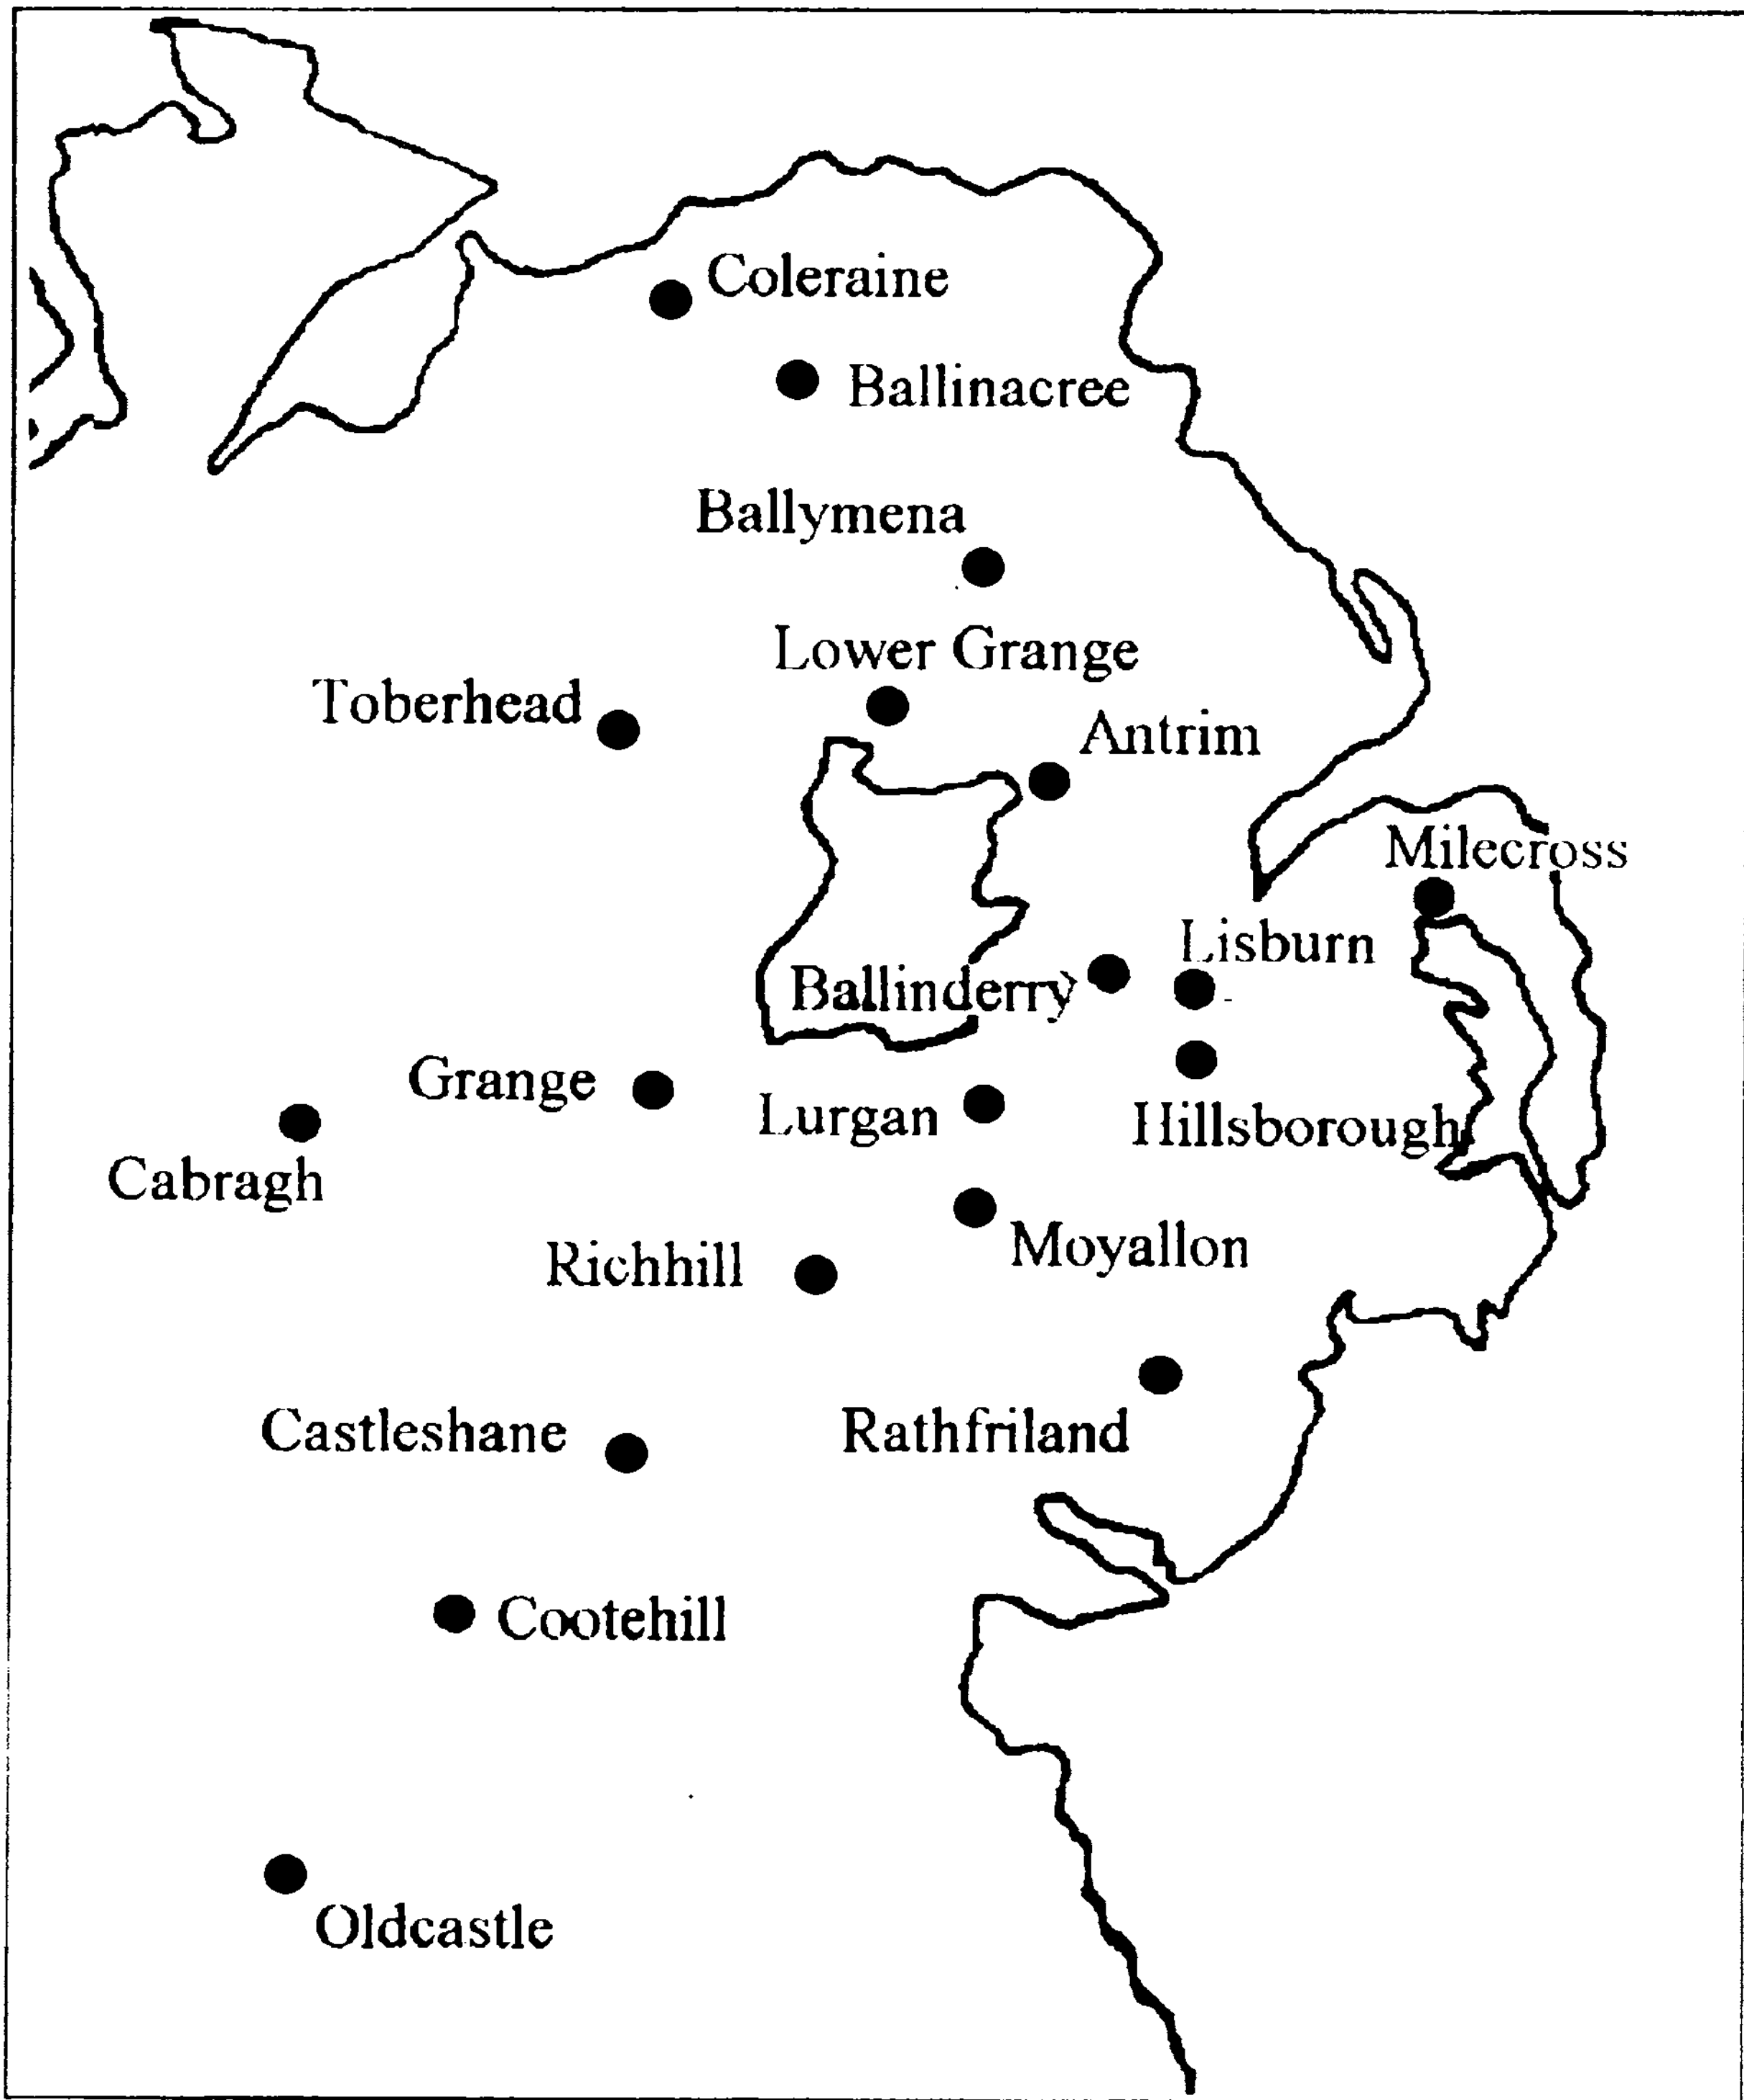 Coleraine
Ballinacree
Ballymena
Lower Grange
Toberhead
Antrim
Milecross
Lisburn
Ballinderry
Grange
Lurgan
Hillsborough
Cabragh
Moyallon
Richhill
Castleshane
Rathfriland
Cootehill
Oldcastle